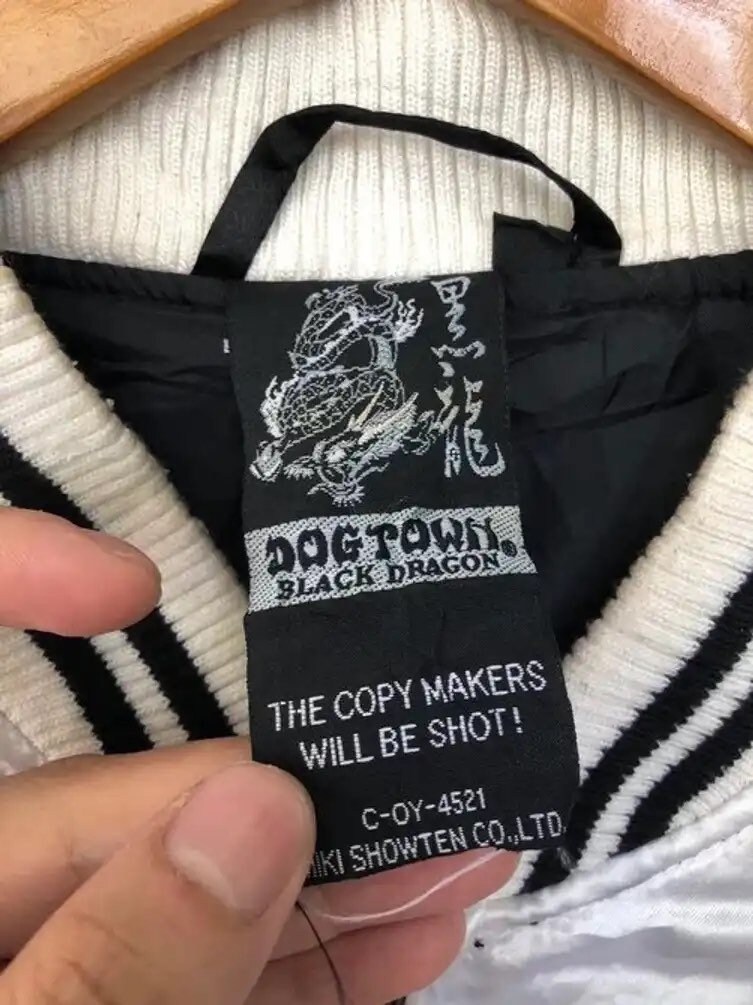 黒龍
DOGTOWN®
BLACK DRAGON
THE COPY MAKERS
WILL BE SHOT!
C-OY-4521
SHOWTEN CO.,LTD.